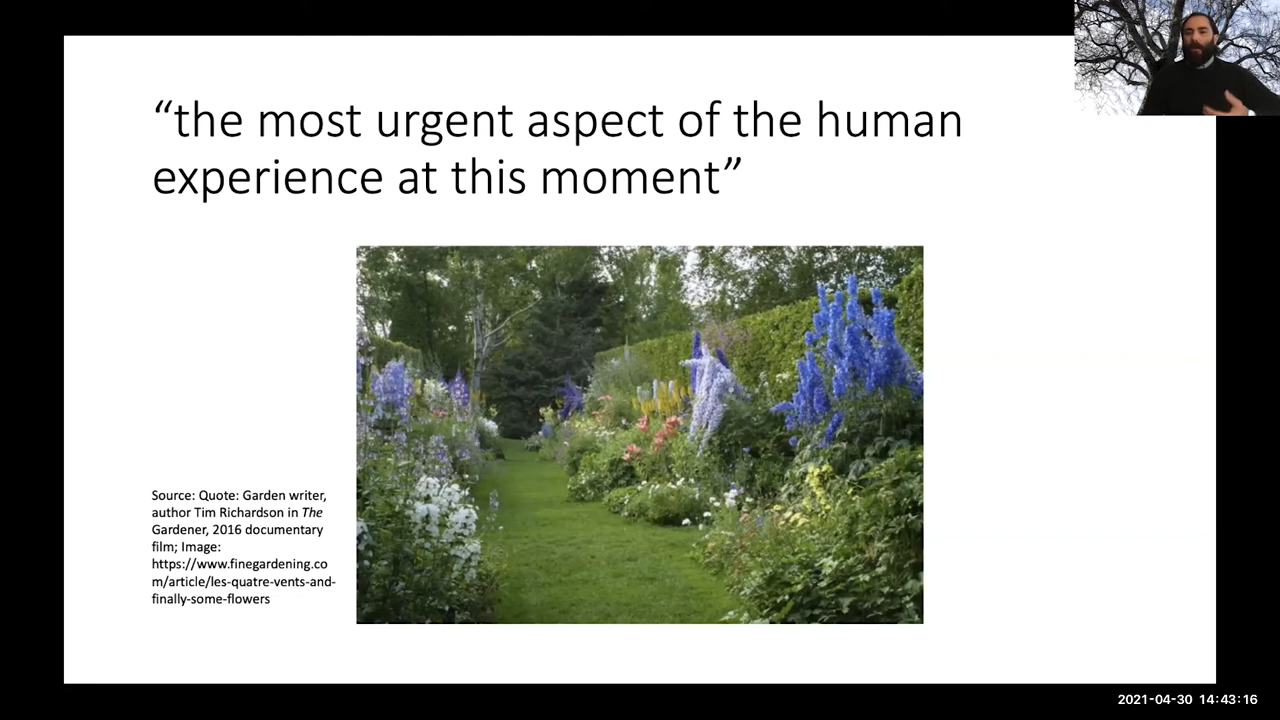 “the most urgent aspect of the human
experience at this moment”
Source: Quote: Garden writer,
author Tim Richardson in The
Gardener, 2016 documentary
film; Image:
https://www.finegardening.co
m/article/les-quatre-vents-and-
finally-some-flowers
2021-04-30 14:43:16